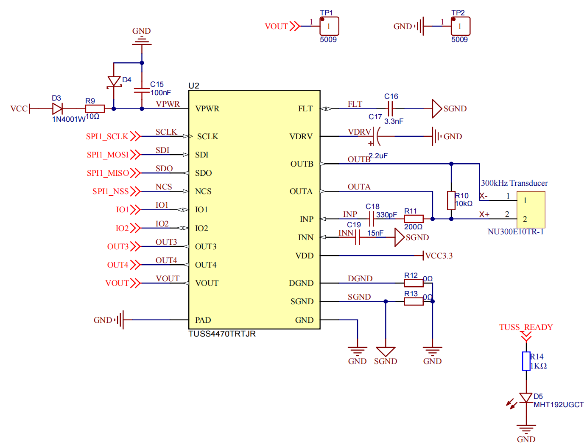 TP1
VOUT
1
5009
TP2
GND
1
5009
GND
D4
C15
100nF
D3
VCC
1N4001W
R9
10Ω
VPWR
U2
VPWR
FLT
FLT
C16
3.3nF
SGND
VDRV
VDRV
C17
2.2uF
GND
SPI1_SCLK
SCLK
SCLK
SPI1_MOSI
SDI
SDI
SPI1_MISO
SDO
SDO
SPI1_NSS
NCS
NCS
IO1
IO1
IO1
IO2
IO2
IO2
OUT3
OUT3
OUT3
OUT4
OUT4
OUT4
VOUT
VOUT
VOUT
GND
PAD
OUTB
OUTB
OUTA
OUTA
INP
INP
C18
330pF
R11
200Ω
R10
10kΩ
300kHz Transducer
X-
1
1
X+
2
2
NU300E10TR-1
INN
INN
C19
15nF
SGND
VDD
VCC3.3
DGND
DGND
R12
0Ω
SGND
SGND
R13
0Ω
GND
GND
SGND
GND
TUSS4470TRTJR
TUSS_READY
R14
1KΩ
D5
MHT192UGCT
GND